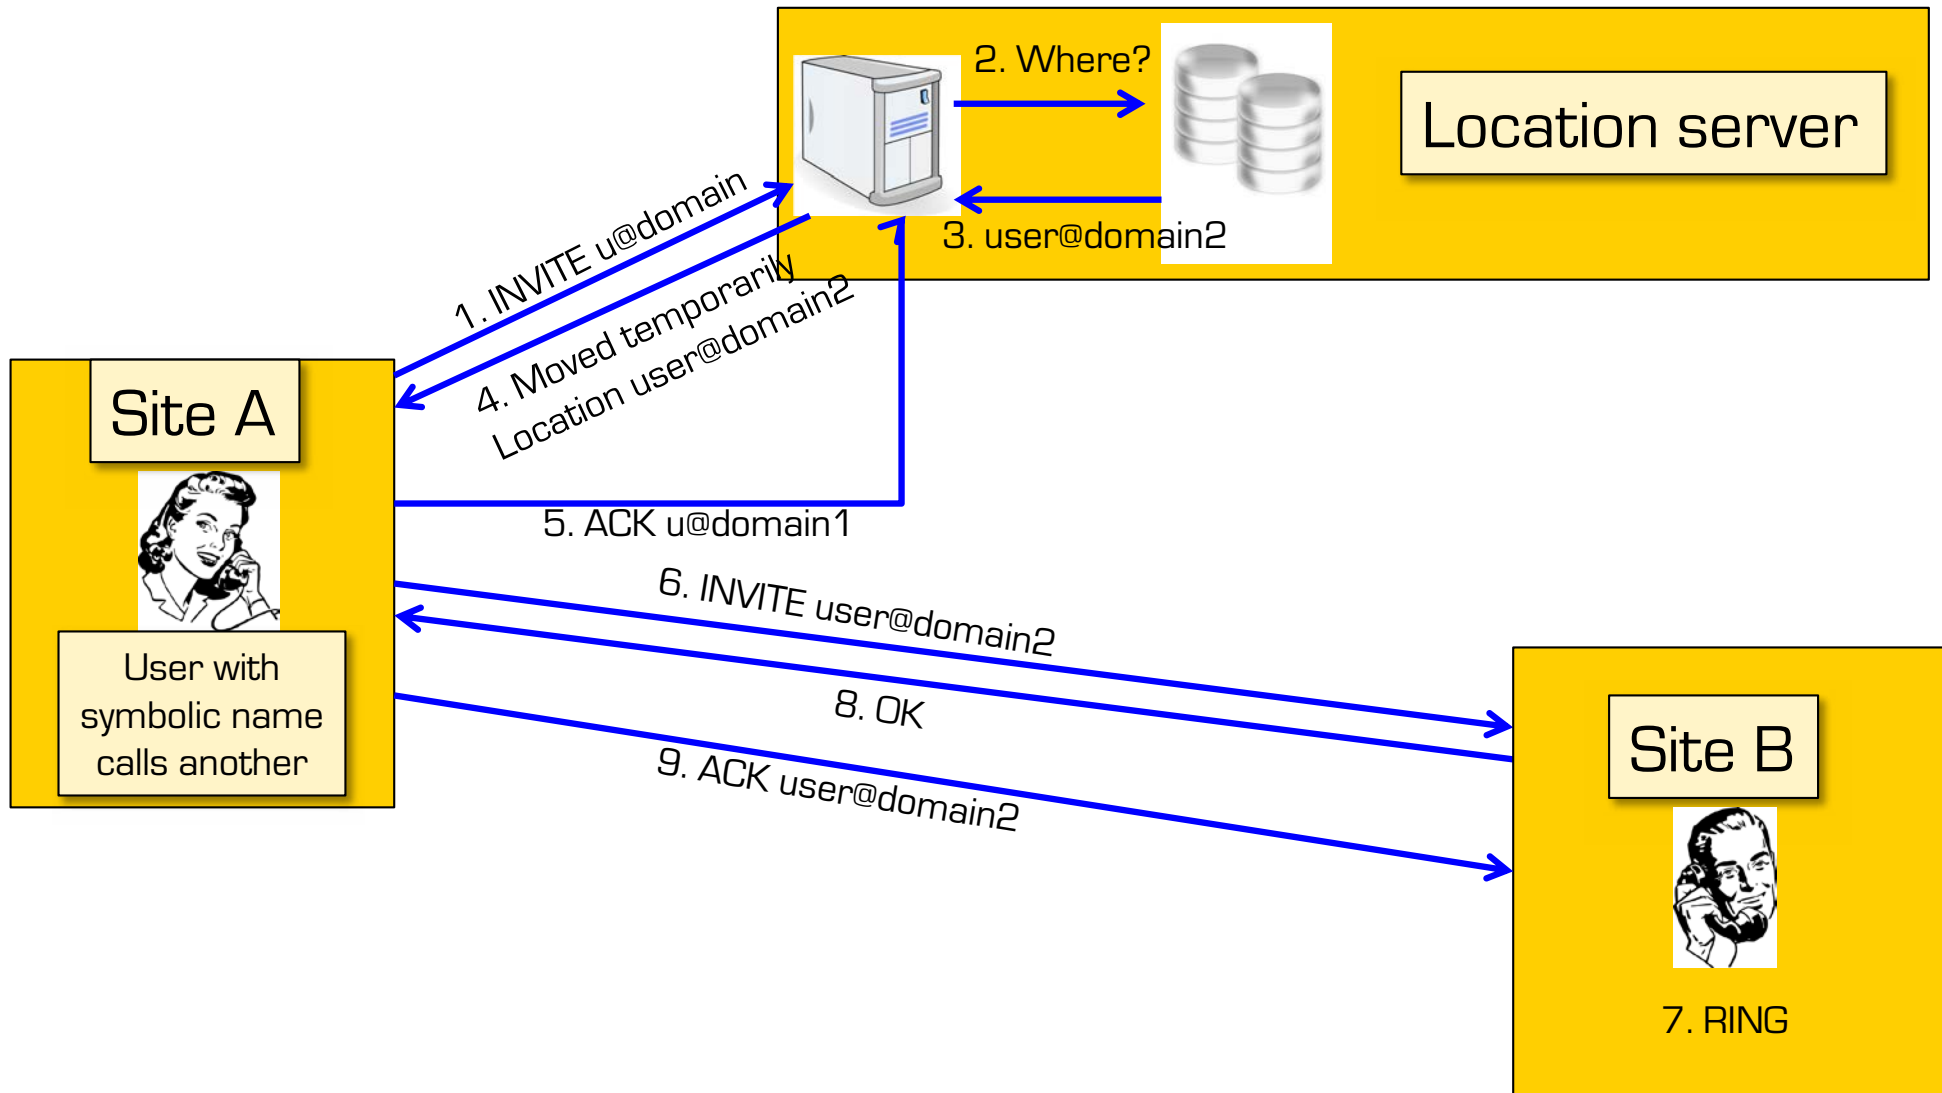 2. Where?
Location server
3. user@domain2
1. INVITE u@domain
4. Moved temporarily
Location user@domain2
Site A
5. ACK u@domain1
6. INVITE user@domain2
User with
symbolic name
calls another
8. OK
9. ACK user@domain2
Site B
7. RING